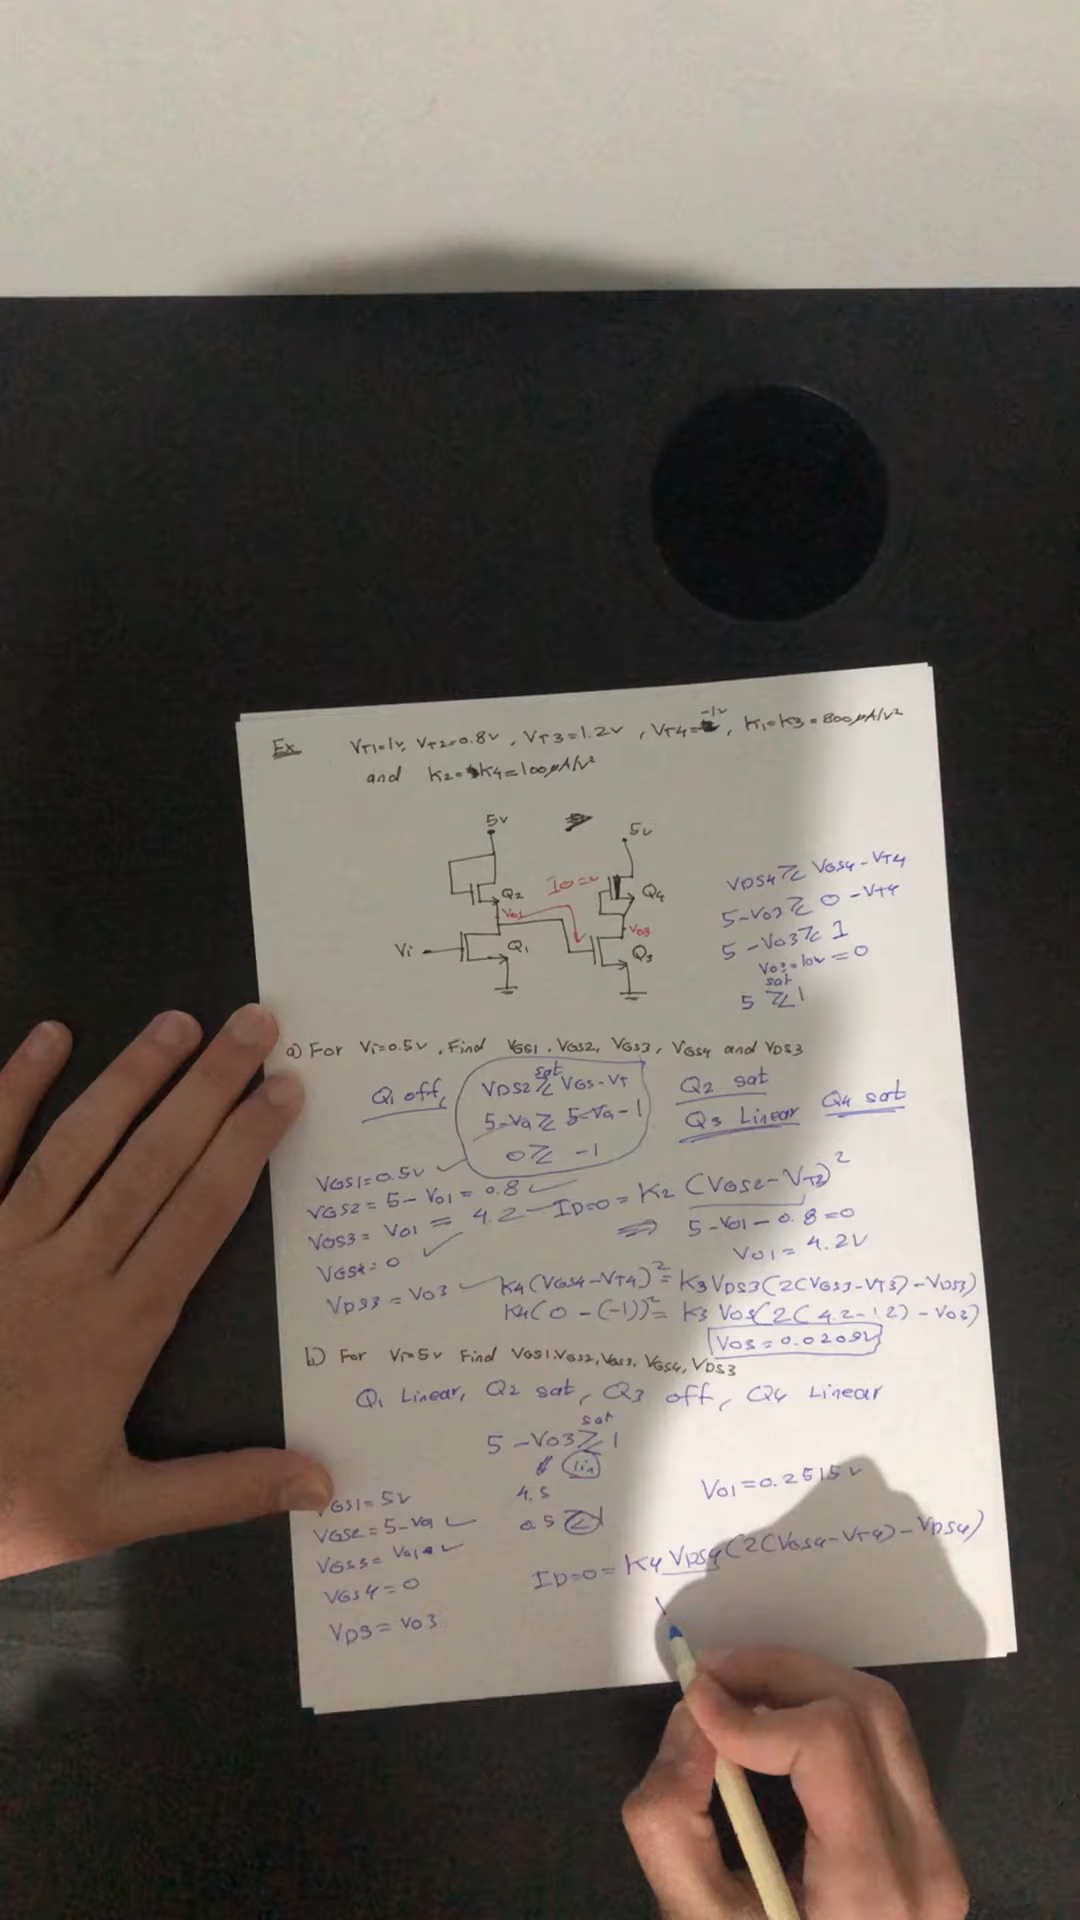 Ex VT1=1v, VT2=0.8v, VT3=1.2v, VT4=-1v, K1=K3=800μA/v²
and K2=K4=100μA/v²
5v
5v
Q2
I0=0
Q4
Vo1
Vo3
Vi
Q1
Q3
VDS4 ≥ VGS4-VT4
5-Vo3 ≥ 0-VT4
5-Vo3 ≥ 1
Vo3=low=0
sat
5 ≥ 1
a) For Vi=0.5v, Find VGS1, VGS2, VGS3, VGS4 and VDS3
Q1 off,
sat
VDS2 ≥ VGS-VT
5-Va ≥ 5-Va-1
0 ≥ -1
Q2 sat
Q3 Linear Q4 sat
VGS1=0.5v
VGS2=5-Vo1=0.8
VGS3=Vo1=4.2
VGS4=0
VDS3=Vo3
ID=0=K2(VGS2-VT2)²
⇒ 5-Vo1-0.8=0
Vo1=4.2V
K4(VGS4-VT4)²=K3VDS3(2(VGS3-VT3)-VDS3)
K4(0-(-1))²=K3 Vo3(2(4.2-1.2)-Vo3)
Vo3=0.0209V
b) For Vi=5v Find VGS1, VGS2, VGS3, VGS4, VDS3
Q1 Linear, Q2 sat, Q3 off, Q4 Linear
sat
5-Vo3 ≥ 1
lin
4.5
0.5 ≥ 1
Vo1=0.2515v
VGS1=5v
VGS2=5-Va
VGS3=Vo1
VGS4=0
VDS=Vo3
ID=0=K4 VDS4(2(VGS4-VT4)-VDS4)